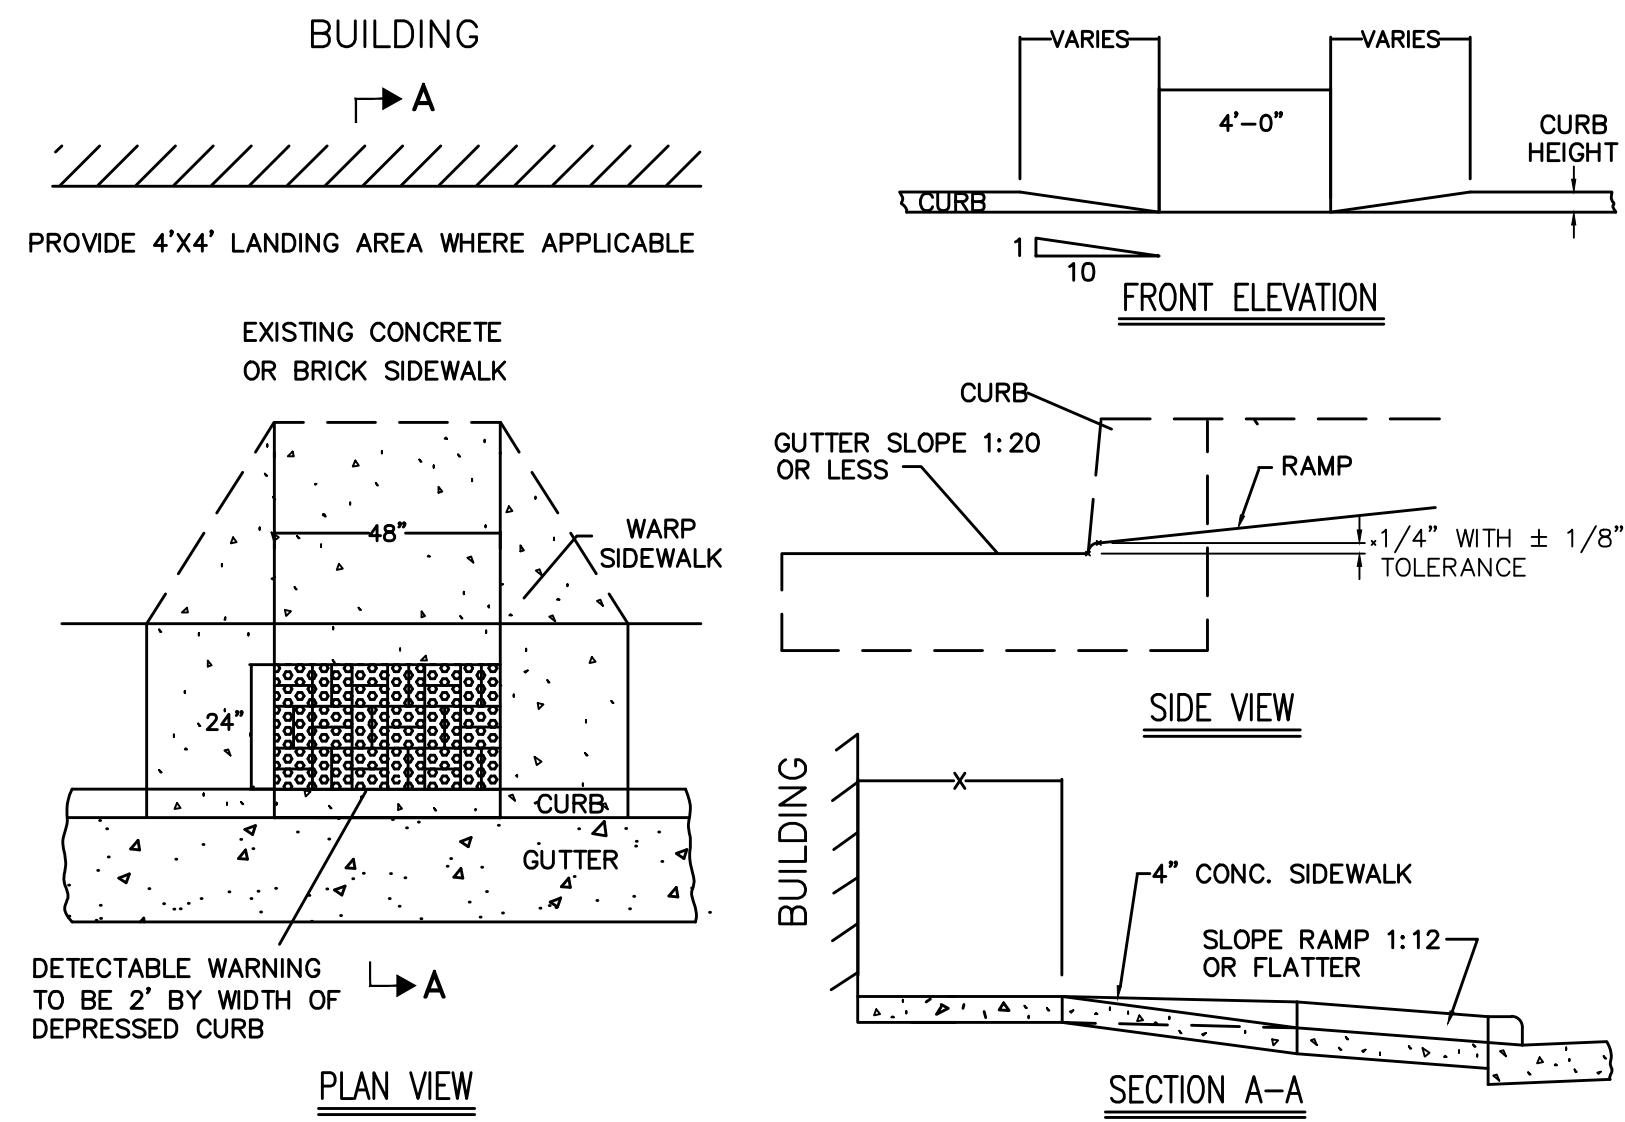 BUILDING
A
PROVIDE 4'X4' LANDING AREA WHERE APPLICABLE
EXISTING CONCRETE
OR BRICK SIDEWALK
48"
WARP
SIDEWALK
24"
CURB
GUTTER
DETECTABLE WARNING
TO BE 2' BY WIDTH OF
DEPRESSED CURB
A
PLAN VIEW
VARIES
VARIES
4'-0"
CURB
HEIGHT
CURB
1
10
FRONT ELEVATION
CURB
GUTTER SLOPE 1:20
OR LESS
RAMP
*1/4" WITH ± 1/8"
TOLERANCE
SIDE VIEW
BUILDING
X
4" CONC. SIDEWALK
SLOPE RAMP 1:12
OR FLATTER
SECTION A-A